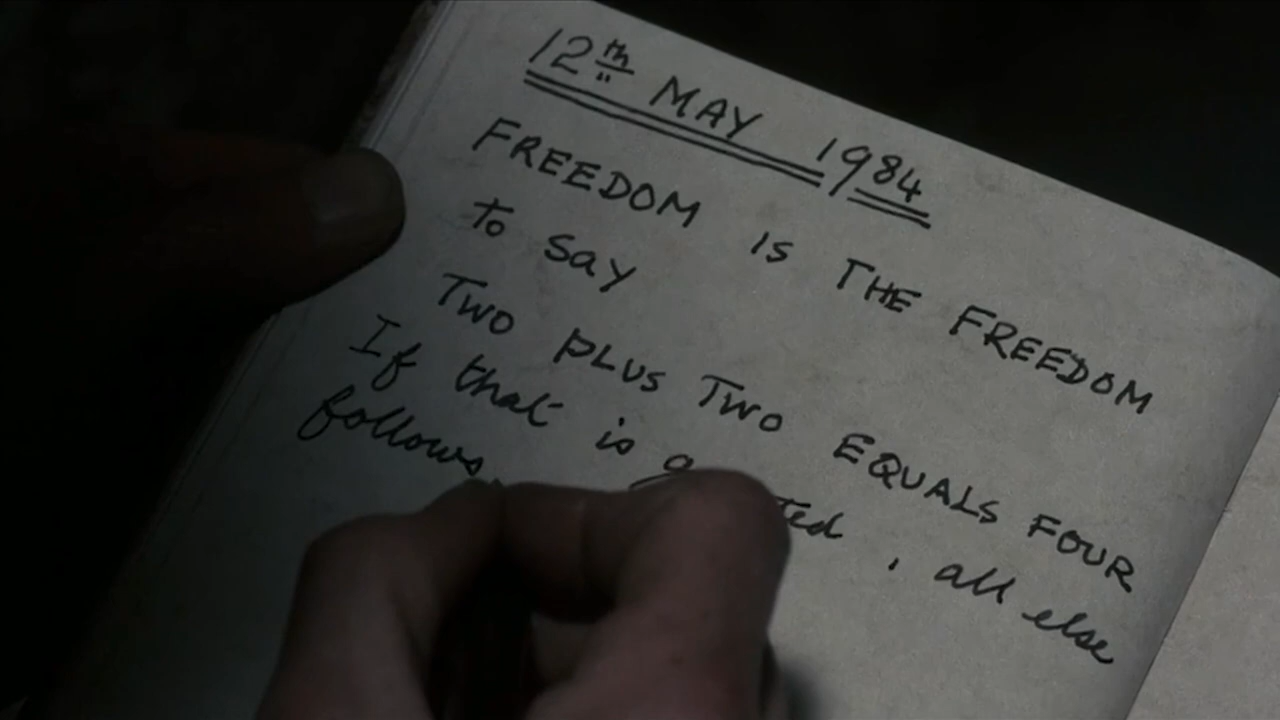 12th MAY 1984
FREEDOM is THE FREEDOM
to say
Two plus Two EQUALS FOUR
If that is , all else
follows